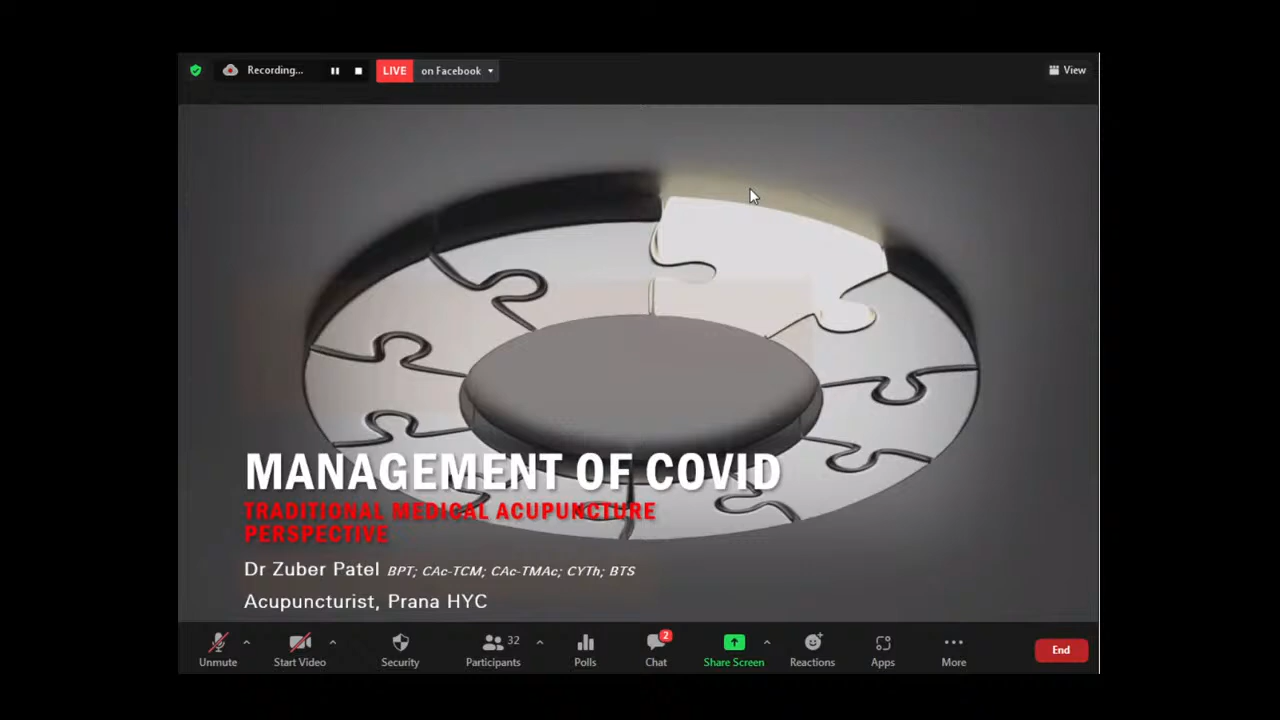 Recording...
LIVE on Facebook
View
MANAGEMENT OF COVID
TRADITIONAL MEDICAL ACUPUNCTURE
PERSPECTIVE
Dr Zuber Patel BPT; CAc-TCM; CAc-TMAc; CYTh; BTS
Acupuncturist, Prana HYC
32
2
Unmute Start Video Security Participants Polls Chat Share Screen Reactions Apps More End